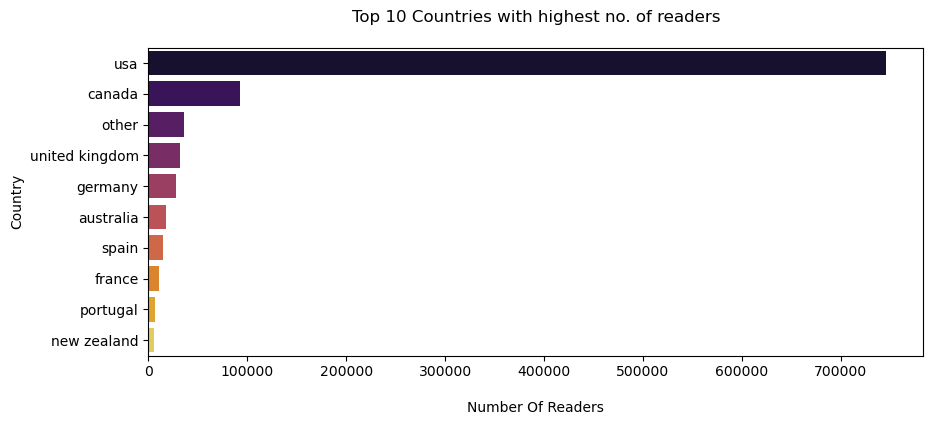 Top 10 Countries with highest no. of readers
Country
usa
canada
other
united kingdom
germany
australia
spain
france
portugal
new zealand
0 100000 200000 300000 400000 500000 600000 700000
Number Of Readers